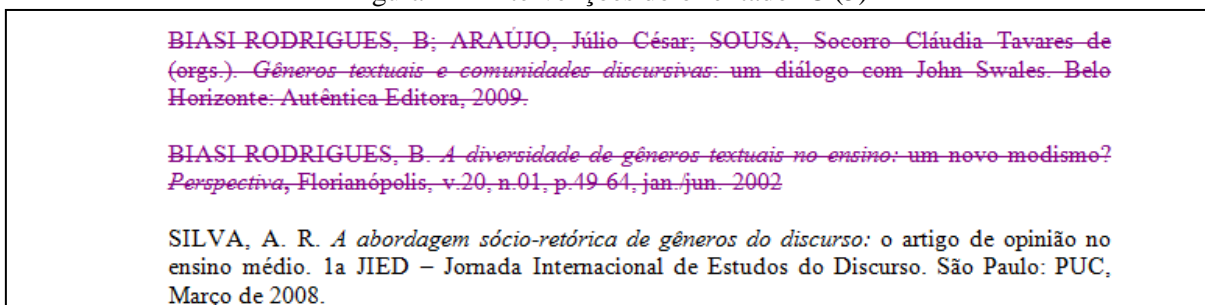 BIASI RODRIGUES, B; ARAÚJO, Júlio César; SOUSA, Socorro Cláudia Tavares de
(orgs.). Gêneros textuais e comunidades discursivas: um diálogo com John Swales. Belo
Horizonte: Autêntica Editora, 2009.
BIASI RODRIGUES, B. A diversidade de gêneros textuais no ensino: um novo modismo?
Perspectiva, Florianópolis, v.20, n.01, p.49 64, jan./jun. 2002
SILVA, A. R. A abordagem sócio-retórica de gêneros do discurso: o artigo de opinião no
ensino médio. 1a JIED – Jornada Internacional de Estudos do Discurso. São Paulo: PUC,
Março de 2008.